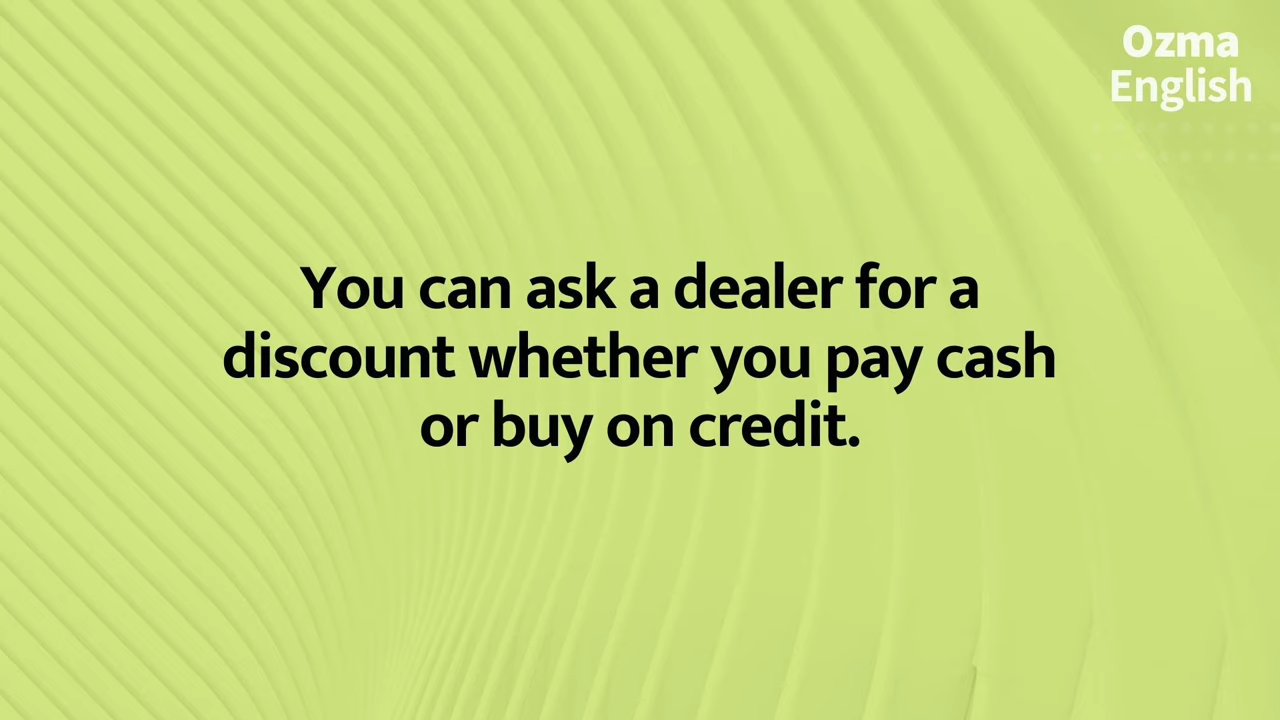 Ozma
English
You can ask a dealer for a
discount whether you pay cash
or buy on credit.